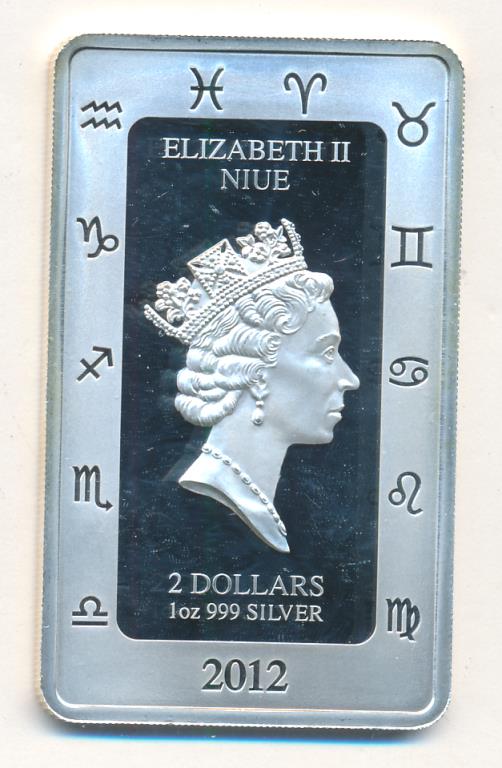 ELIZABETH II
NIUE
2 DOLLARS
1oz 999 SILVER
2012